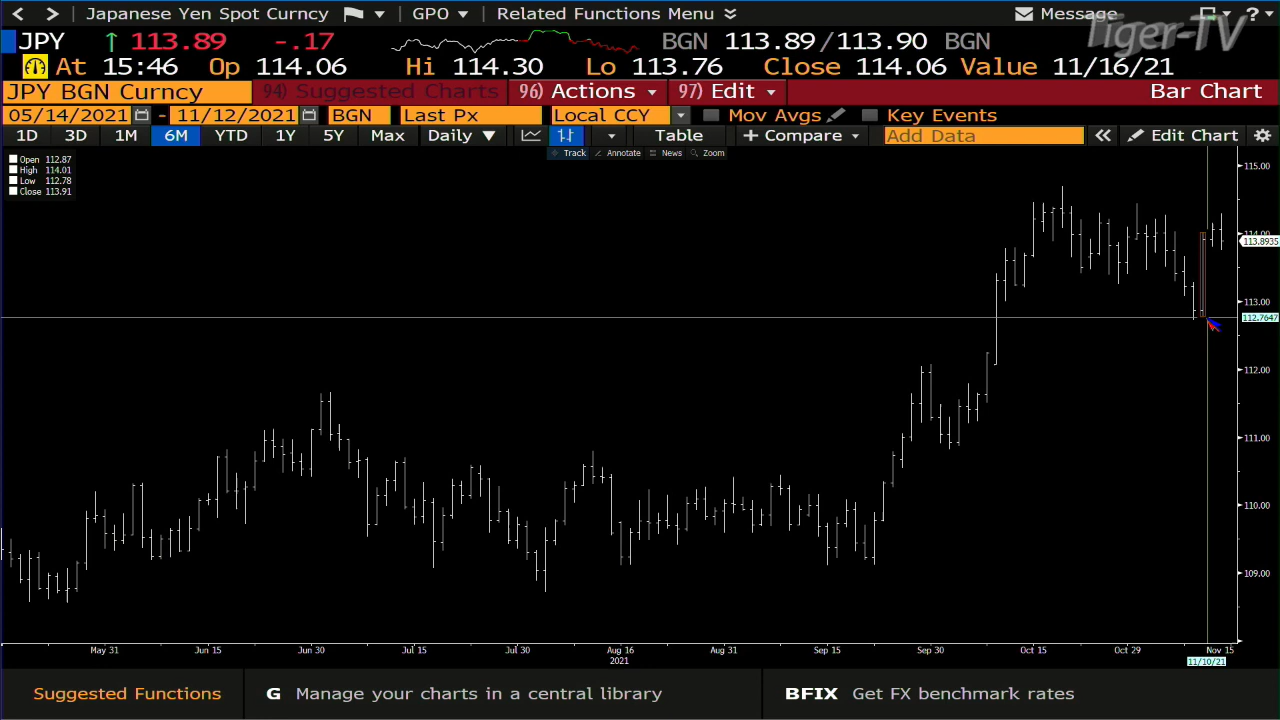 < > Japanese Yen Spot Curncy GPO Related Functions Menu Message ?
Tiger-TV
JPY ↑ 113.89 -.17 BGN 113.89/113.90 BGN
At 15:46 Op 114.06 Hi 114.30 Lo 113.76 Close 114.06 Value 11/16/21
JPY BGN Curncy 94) Suggested Charts 96) Actions 97) Edit Bar Chart
05/14/2021 - 11/12/2021 BGN Last Px Local CCY Mov Avgs Key Events
1D 3D 1M 6M YTD 1Y 5Y Max Daily ▼ Table + Compare Add Data « Edit Chart
Track Annotate News Zoom
Open 112.87
High 114.01
Low 112.78
Close 113.91
115.00
114.00
113.8935
113.00
112.7647
112.00
111.00
110.00
109.00
May 31 Jun 15 Jun 30 Jul 15 Jul 30 Aug 16 Aug 31 Sep 15 Sep 30 Oct 15 Oct 29 Nov 15
2021
11/10/21
Suggested Functions G Manage your charts in a central library BFIX Get FX benchmark rates